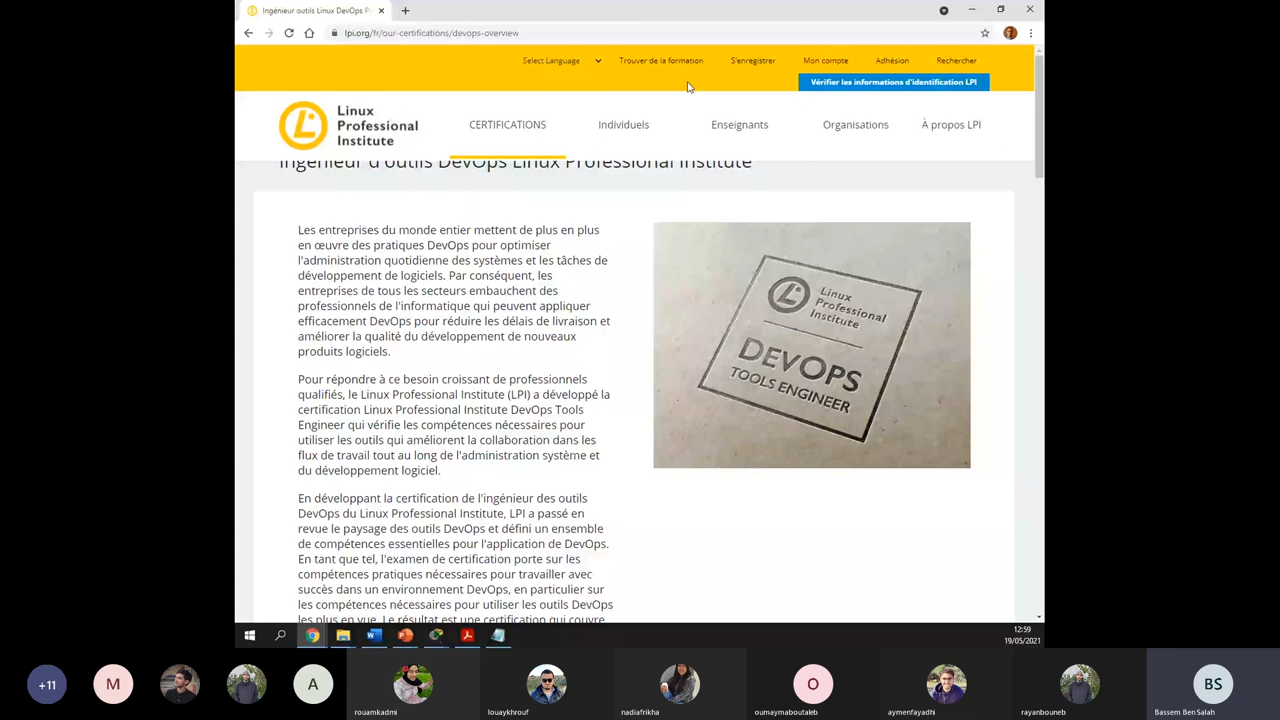 Ingénieur outils Linux DevOps P
lpi.org/fr/our-certifications/devops-overview
Select Language
Trouver de la formation
S'enregistrer
Mon compte
Adhésion
Rechercher
Vérifier les informations d'identification LPI
Linux
Professional
Institute
CERTIFICATIONS
Individuels
Enseignants
Organisations
À propos LPI
Ingénieur d'outils DevOps Linux Professional Institute
Les entreprises du monde entier mettent de plus en plus
en œuvre des pratiques DevOps pour optimiser
l'administration quotidienne des systèmes et les tâches de
développement de logiciels. Par conséquent, les
entreprises de tous les secteurs embauchent des
professionnels de l'informatique qui peuvent appliquer
efficacement DevOps pour réduire les délais de livraison et
améliorer la qualité du développement de nouveaux
produits logiciels.
Pour répondre à ce besoin croissant de professionnels
qualifiés, le Linux Professional Institute (LPI) a développé la
certification Linux Professional Institute DevOps Tools
Engineer qui vérifie les compétences nécessaires pour
utiliser les outils qui améliorent la collaboration dans les
flux de travail tout au long de l'administration système et
du développement logiciel.
En développant la certification de l'ingénieur des outils
DevOps du Linux Professional Institute, LPI a passé en
revue le paysage des outils DevOps et défini un ensemble
de compétences essentielles pour l'application de DevOps.
En tant que tel, l'examen de certification porte sur les
compétences pratiques nécessaires pour travailler avec
succès dans un environnement DevOps, en particulier sur
les compétences nécessaires pour utiliser les outils DevOps
les plus en vue. Le résultat est une certification qui couvre
Linux
Professional
Institute
DEVOPS
TOOLS ENGINEER
12:59
19/05/2021
+11
M
A
rouamkadmi
louaykhrouf
nadiafrikha
O
oumaymaboutaleb
aymenfayadhi
rayanbouneb
BS
Bassem Ben Salah